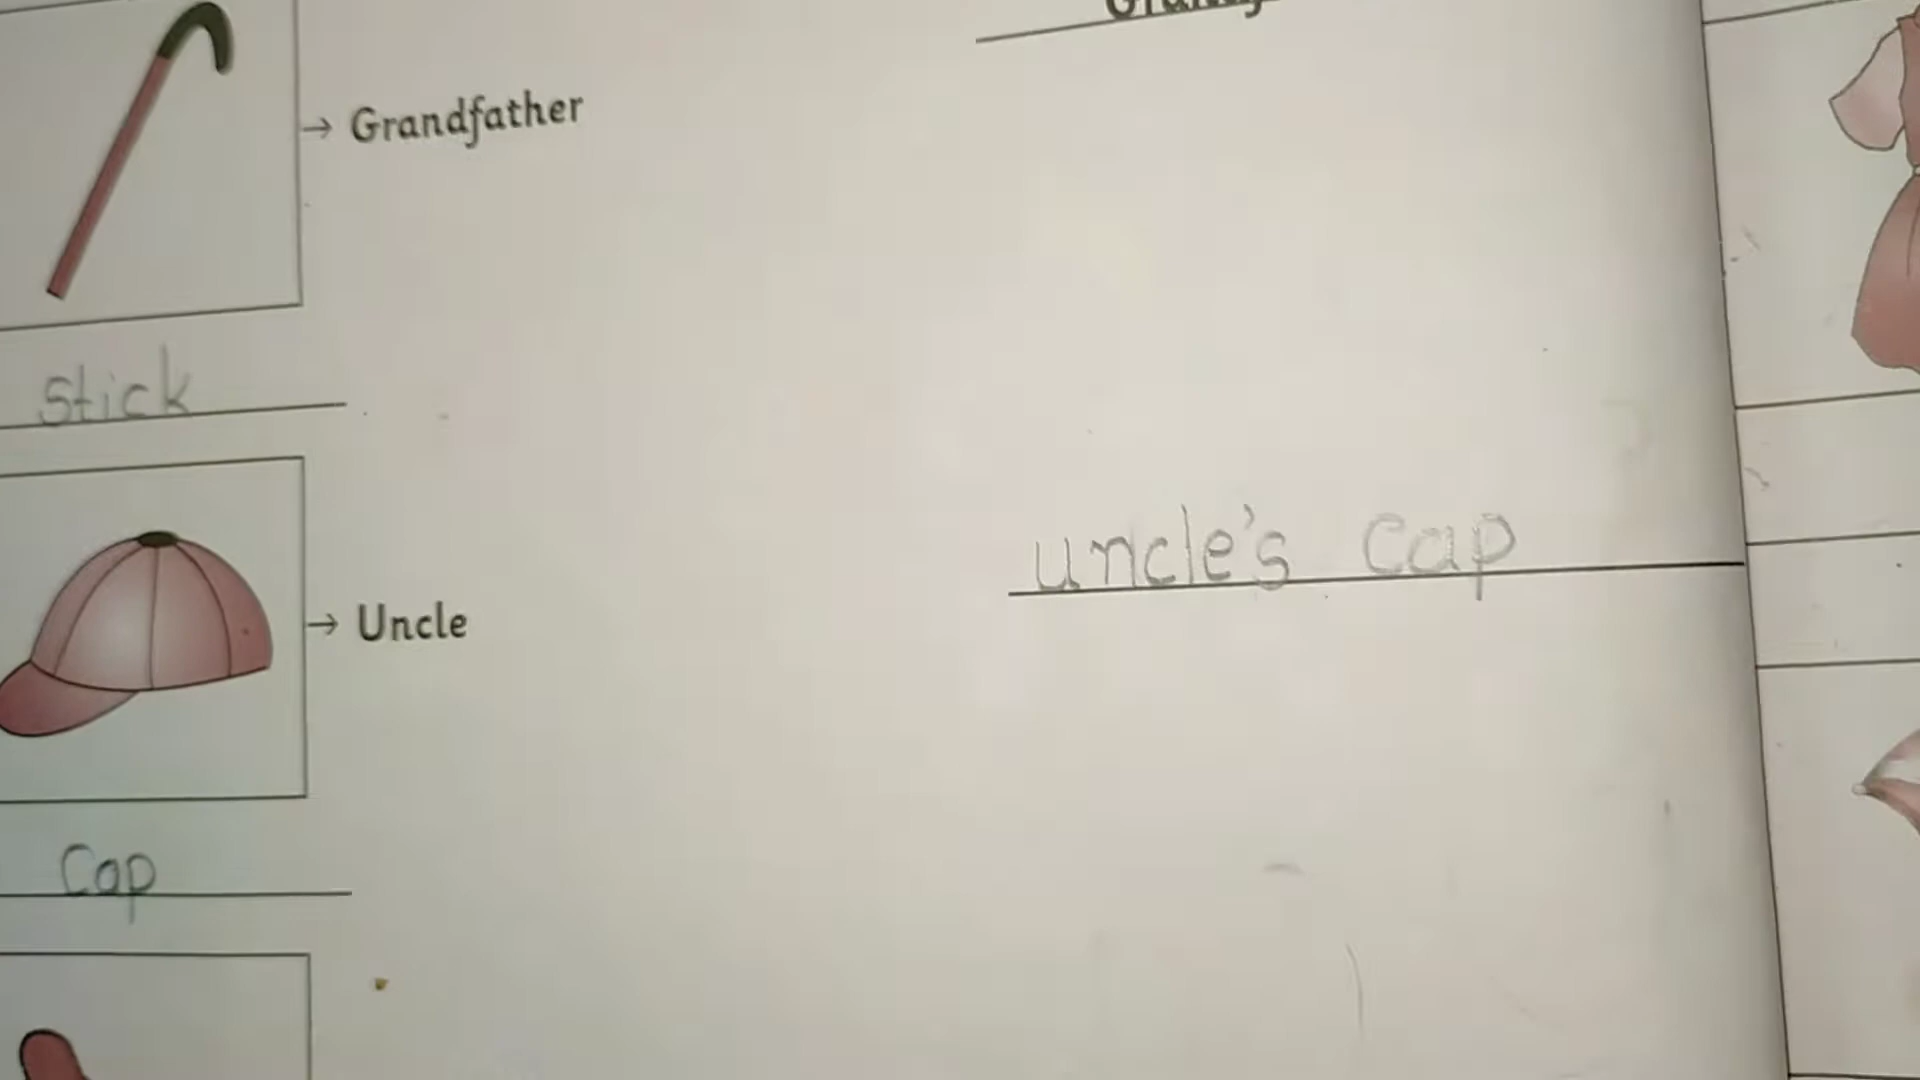 → Grandfather
Stick
uncle's cap
→ Uncle
Cap